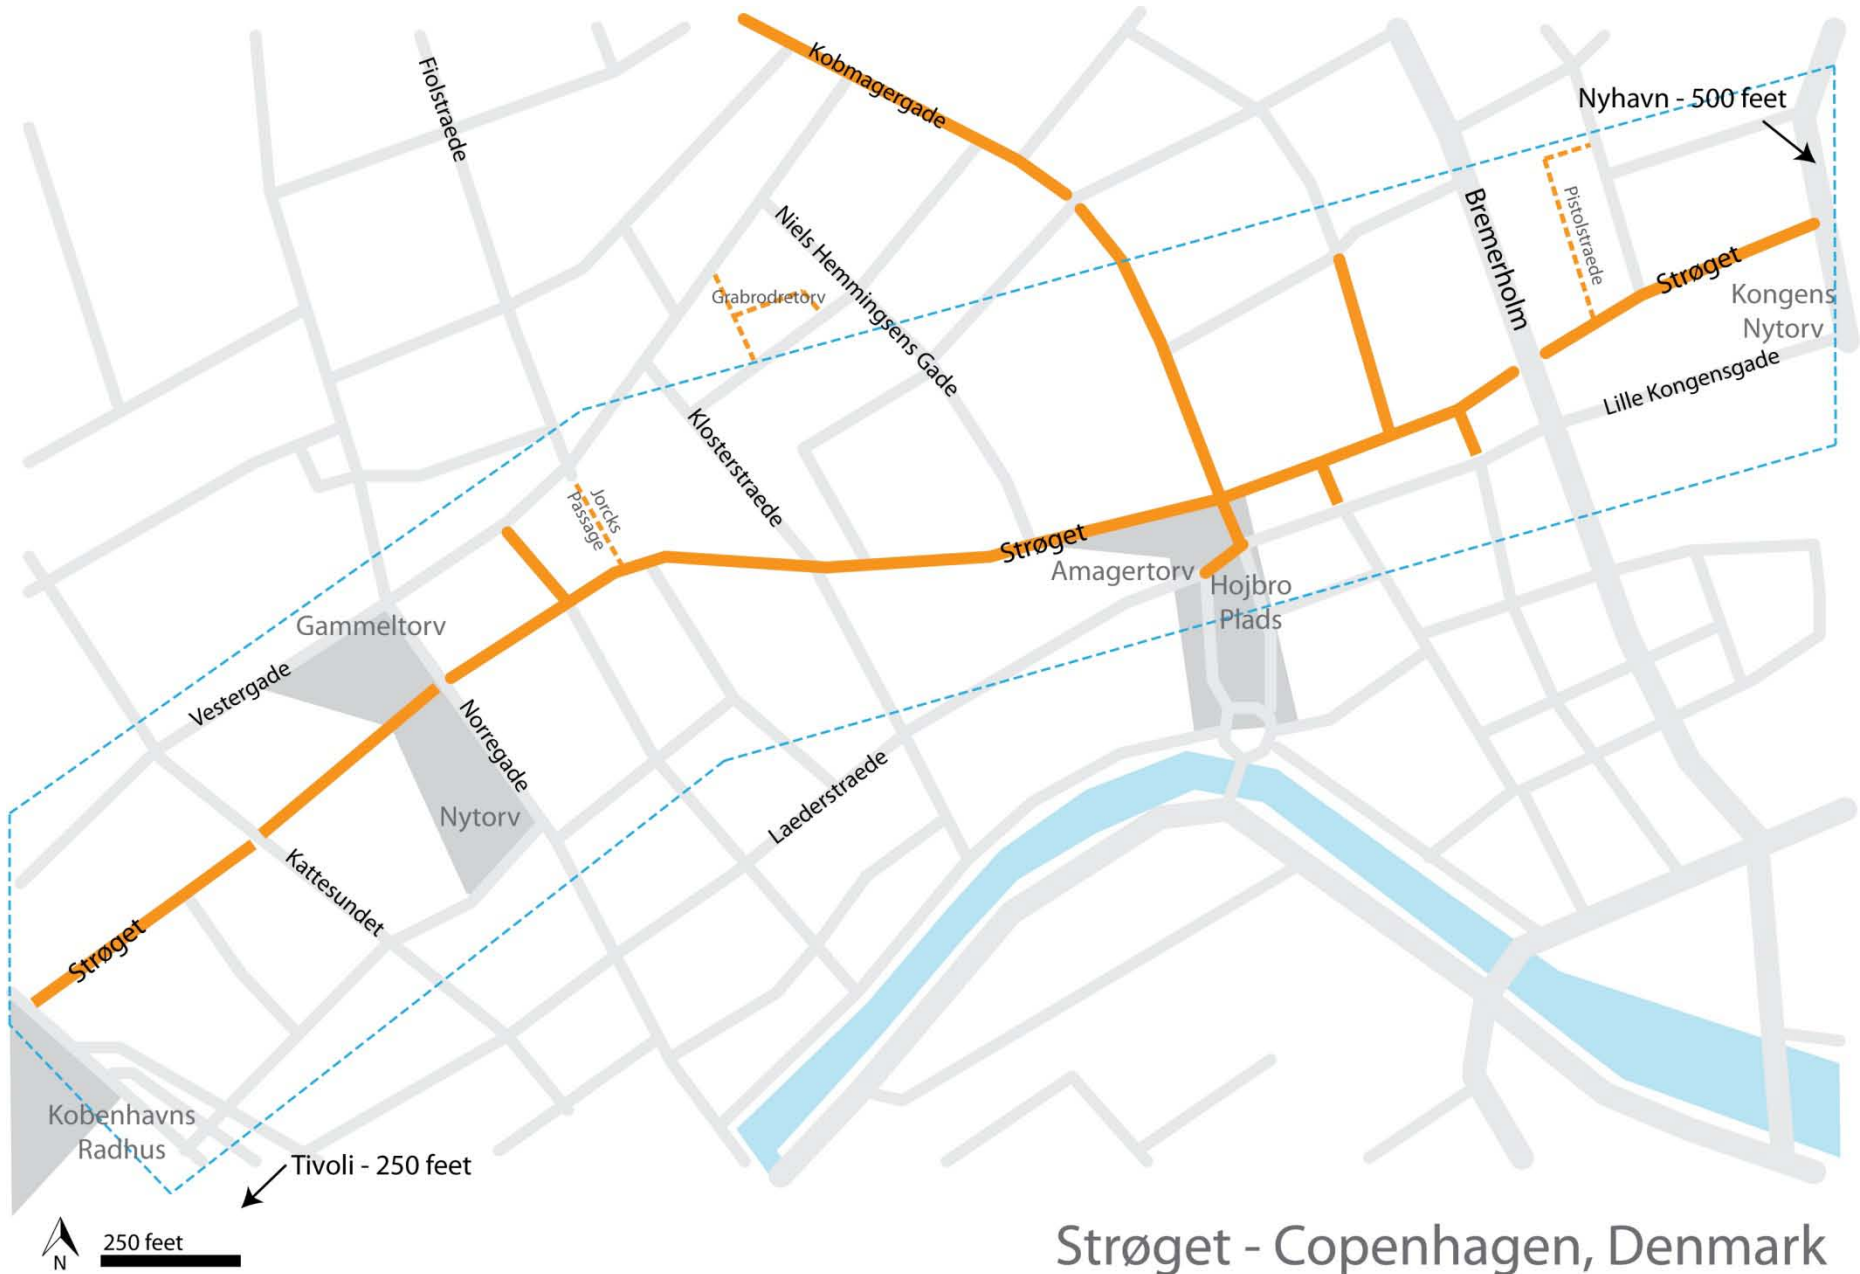 Kobmagergade
Fiolstraede
Nyhavn - 500 feet
Pistolstraede
Bremerholm
Niels Hemmingsens Gade
Strøget
Grabrodretorv
Kongens
Nytorv
Lille Kongensgade
Klosterstraede
Jorcks
Passage
Strøget
Amagertorv
Hojbro
Plads
Gammeltorv
Vestergade
Norregade
Nytorv
Laederstraede
Kattesundet
Strøget
Kobenhavns
Radhus
Tivoli - 250 feet
N
250 feet
Strøget - Copenhagen, Denmark